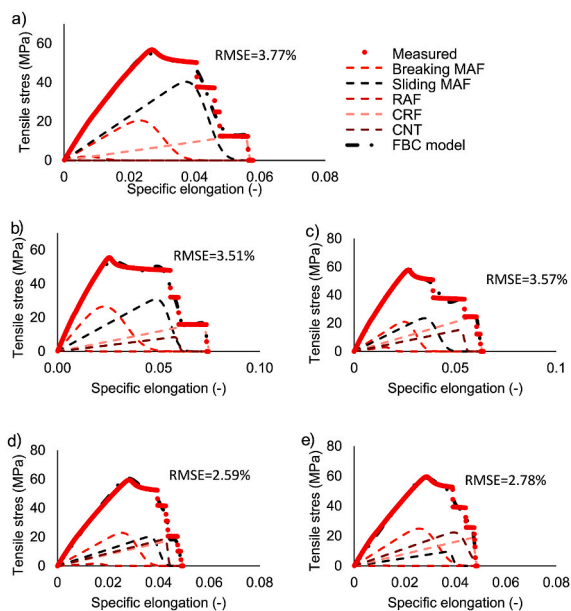 a)
Tensile stres (MPa)
60
40
20
0
0
0.02
0.04
0.06
0.08
Specific elongation (-)
RMSE=3.77%
Measured
Breaking MAF
Sliding MAF
RAF
CRF
CNT
FBC model
b)
Tensile stres (MPa)
60
40
20
0
0.00
0.05
0.10
Specific elongation (-)
RMSE=3.51%
c)
Tensile stres (MPa)
80
60
40
20
0
0
0.05
0.1
Specific elongation (-)
RMSE=3.57%
d)
Tensile stres (MPa)
80
60
40
20
0
0.00
0.02
0.04
0.06
0.08
Specific elongation (-)
RMSE=2.59%
e)
Tensile stres (MPa)
80
60
40
20
0
0.00
0.02
0.04
0.06
0.08
Specific elongation (-)
RMSE=2.78%